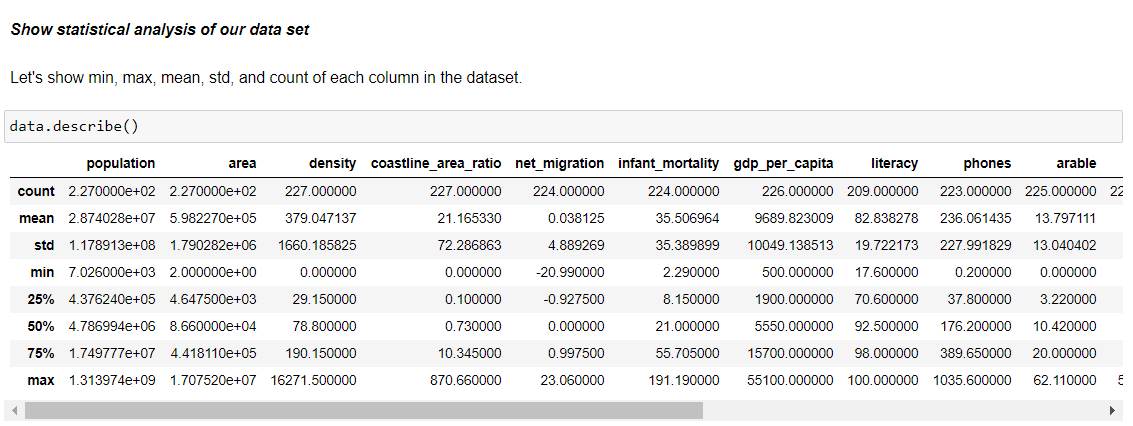 Show statistical analysis of our data set
Let's show min, max, mean, std, and count of each column in the dataset.
data.describe()
population area density coastline_area_ratio net_migration infant_mortality gdp_per_capita literacy phones arable
count 2.270000e+02 2.270000e+02 227.000000 227.000000 224.000000 224.000000 226.000000 209.000000 223.000000 225.000000 22
mean 2.874028e+07 5.982270e+05 379.047137 21.165330 0.038125 35.506964 9689.823009 82.838278 236.061435 13.797111
std 1.178913e+08 1.790282e+06 1660.185825 72.286863 4.889269 35.389899 10049.138513 19.722173 227.991829 13.040402
min 7.026000e+03 2.000000e+00 0.000000 0.000000 -20.990000 2.290000 500.000000 17.600000 0.200000 0.000000
25% 4.376240e+05 4.647500e+03 29.150000 0.100000 -0.927500 8.150000 1900.000000 70.600000 37.800000 3.220000
50% 4.786994e+06 8.660000e+04 78.800000 0.730000 0.000000 21.000000 5550.000000 92.500000 176.200000 10.420000
75% 1.749777e+07 4.418110e+05 190.150000 10.345000 0.997500 55.705000 15700.000000 98.000000 389.650000 20.000000
max 1.313974e+09 1.707520e+07 16271.500000 870.660000 23.060000 191.190000 55100.000000 100.000000 1035.600000 62.110000